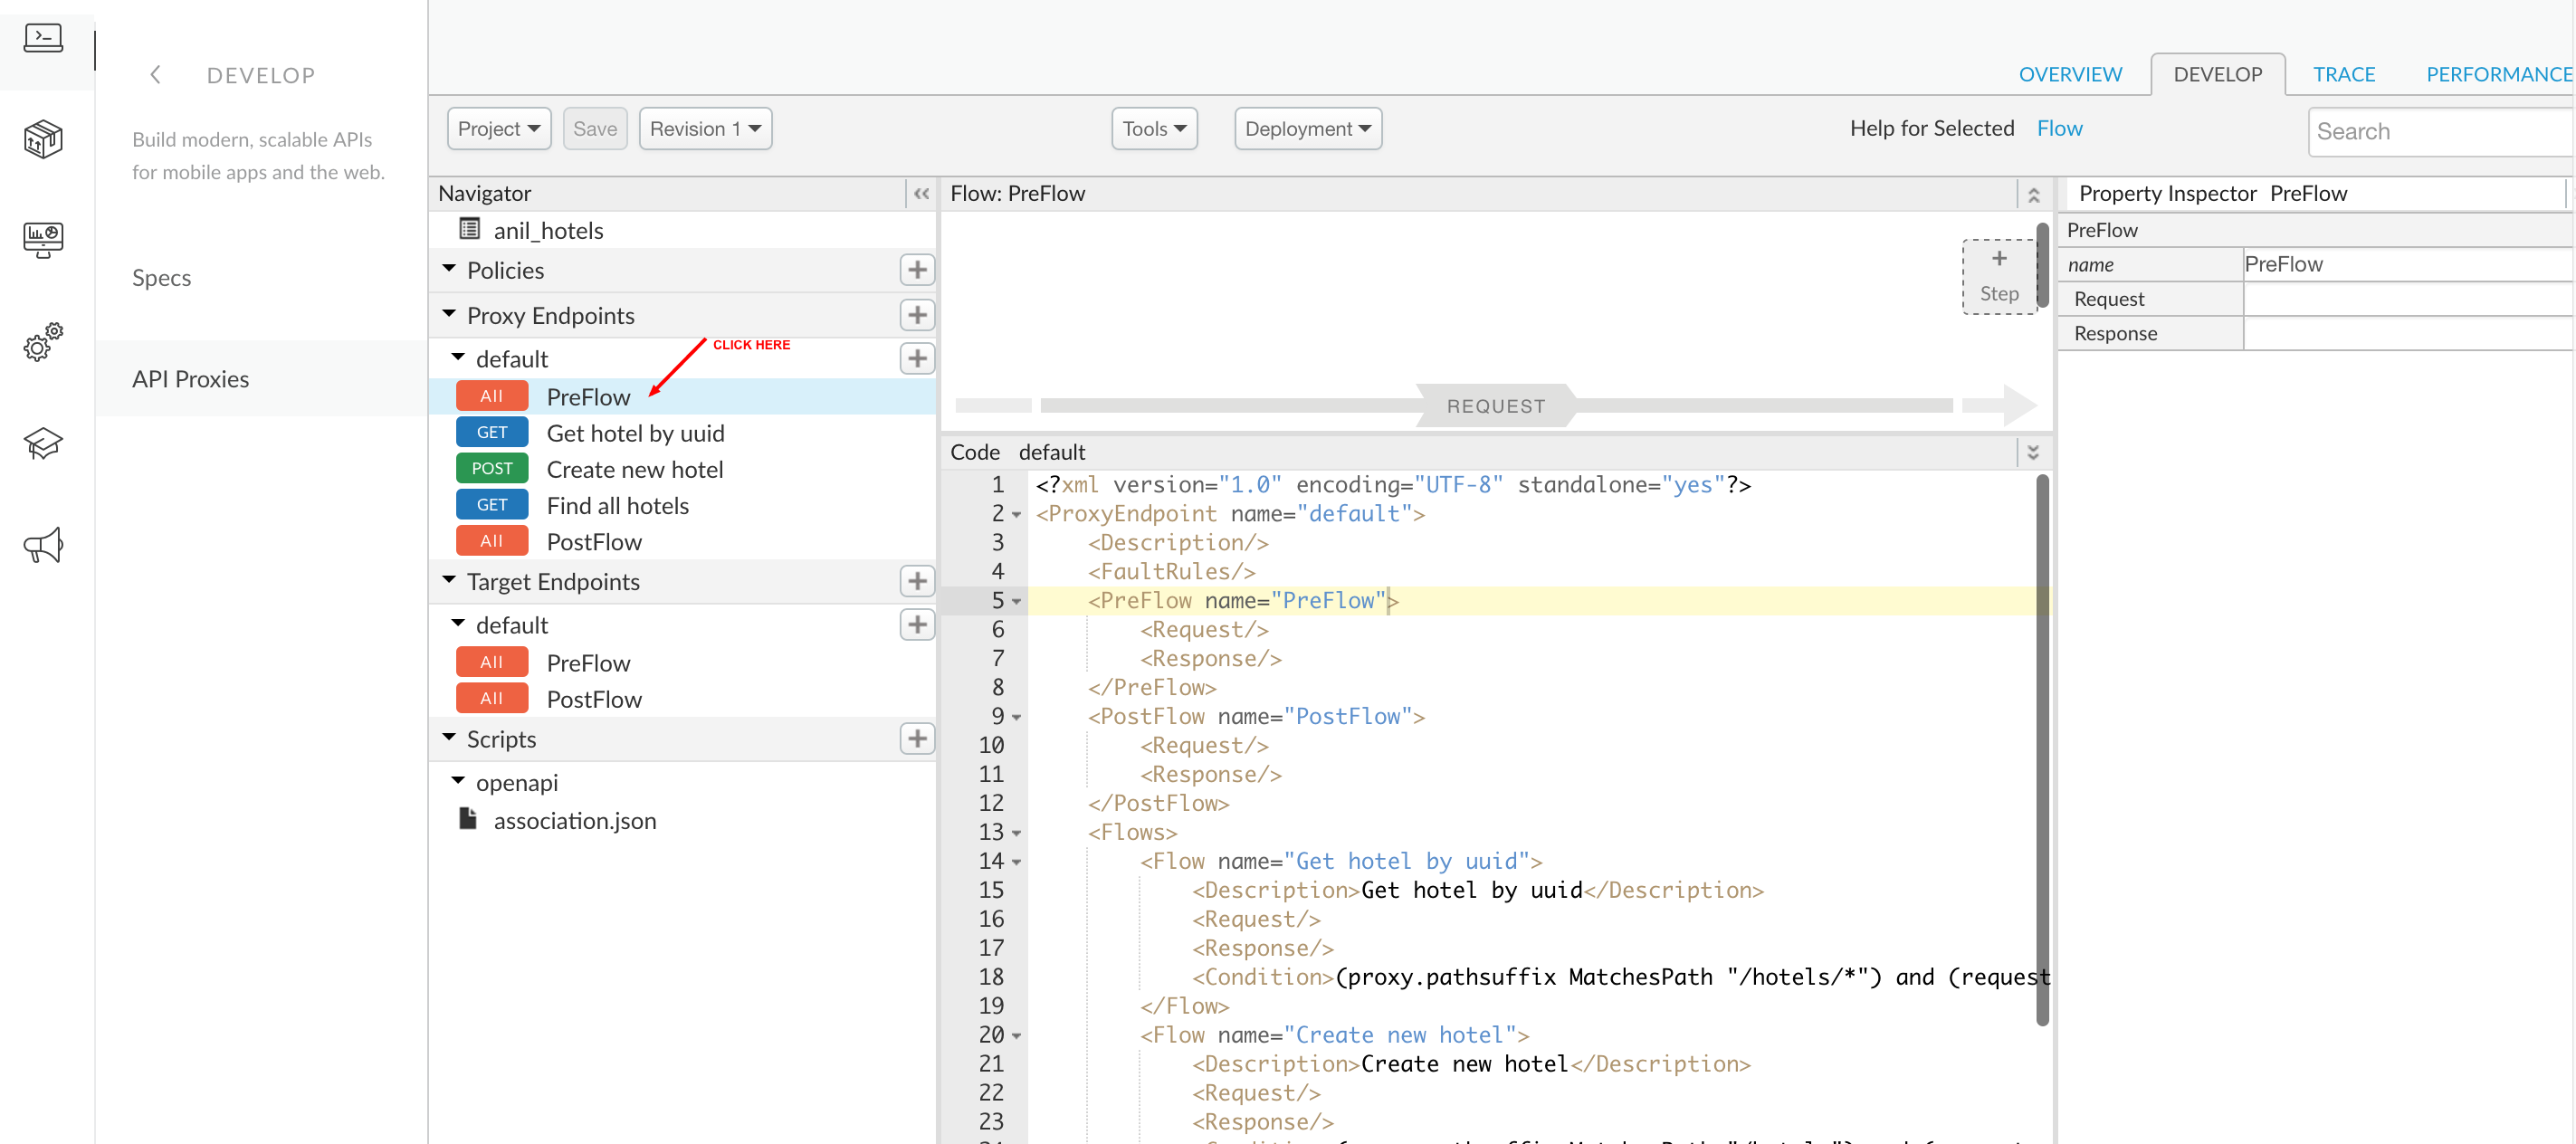 DEVELOP
Build modern, scalable APIs
for mobile apps and the web.
Specs
API Proxies
OVERVIEW DEVELOP TRACE PERFORMANCE
Project Save Revision 1 Tools Deployment Help for Selected Flow Search
Navigator
anil_hotels
Policies
Proxy Endpoints
CLICK HERE
default
All PreFlow
GET Get hotel by uuid
POST Create new hotel
GET Find all hotels
All PostFlow
Target Endpoints
default
All PreFlow
All PostFlow
Scripts
openapi
association.json
Flow: PreFlow
+
Step
REQUEST
Code default
1 <?xml version="1.0" encoding="UTF-8" standalone="yes"?>
2 <ProxyEndpoint name="default">
3 <Description/>
4 <FaultRules/>
5 <PreFlow name="PreFlow">
6 <Request/>
7 <Response/>
8 </PreFlow>
9 <PostFlow name="PostFlow">
10 <Request/>
11 <Response/>
12 </PostFlow>
13 <Flows>
14 <Flow name="Get hotel by uuid">
15 <Description>Get hotel by uuid</Description>
16 <Request/>
17 <Response/>
18 <Condition>(proxy.pathsuffix MatchesPath "/hotels/*") and (request
19 </Flow>
20 <Flow name="Create new hotel">
21 <Description>Create new hotel</Description>
22 <Request/>
23 <Response/>
Property Inspector PreFlow
PreFlow
name PreFlow
Request
Response